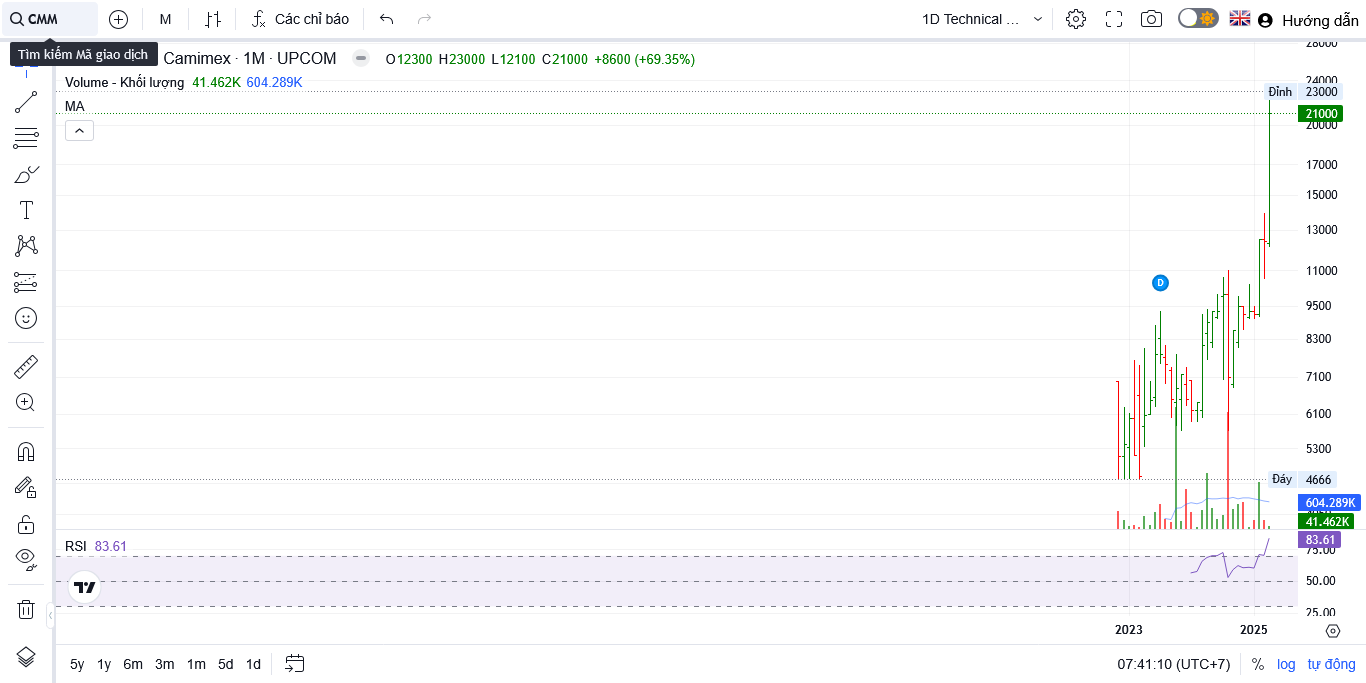 CMM
M
Các chỉ báo
1D Technical ...
Hướng dẫn
Tìm kiếm Mã giao dịch
Camimex · 1M · UPCOM
O12300 H23000 L12100 C21000 +8600 (+69.35%)
Volume - Khối lượng 41.462K 604.289K
MA
28000
24000
Đỉnh 23000
21000
20000
17000
15000
13000
11000
D
9500
8300
7100
6100
5300
Đáy 4666
604.289K
41.462K
RSI 83.61
83.61
75.00
50.00
25.00
2023
2025
5y 1y 6m 3m 1m 5d 1d
07:41:10 (UTC+7)
%
log
tự động